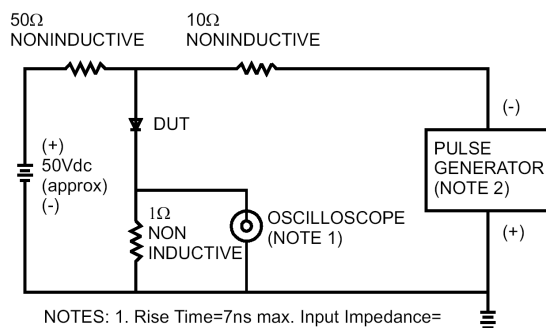 50Ω
NONINDUCTIVE
10Ω
NONINDUCTIVE
DUT
(+)
50Vdc
(approx)
(-)
1Ω
NON
INDUCTIVE
OSCILLOSCOPE
(NOTE 1)
(-)
PULSE
GENERATOR
(NOTE 2)
(+)
NOTES: 1. Rise Time=7ns max. Input Impedance=